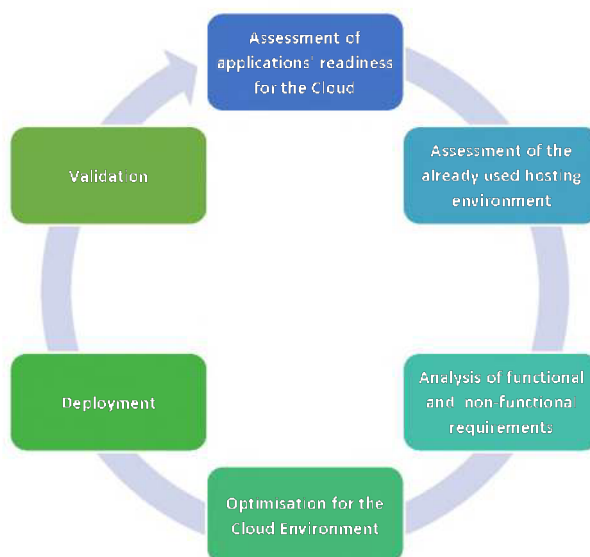 Assessment of
applications' readiness
for the Cloud
Assessment of the
already used hosting
environment
Analysis of functional
and non-functional
requirements
Optimisation for the
Cloud Environment
Deployment
Validation